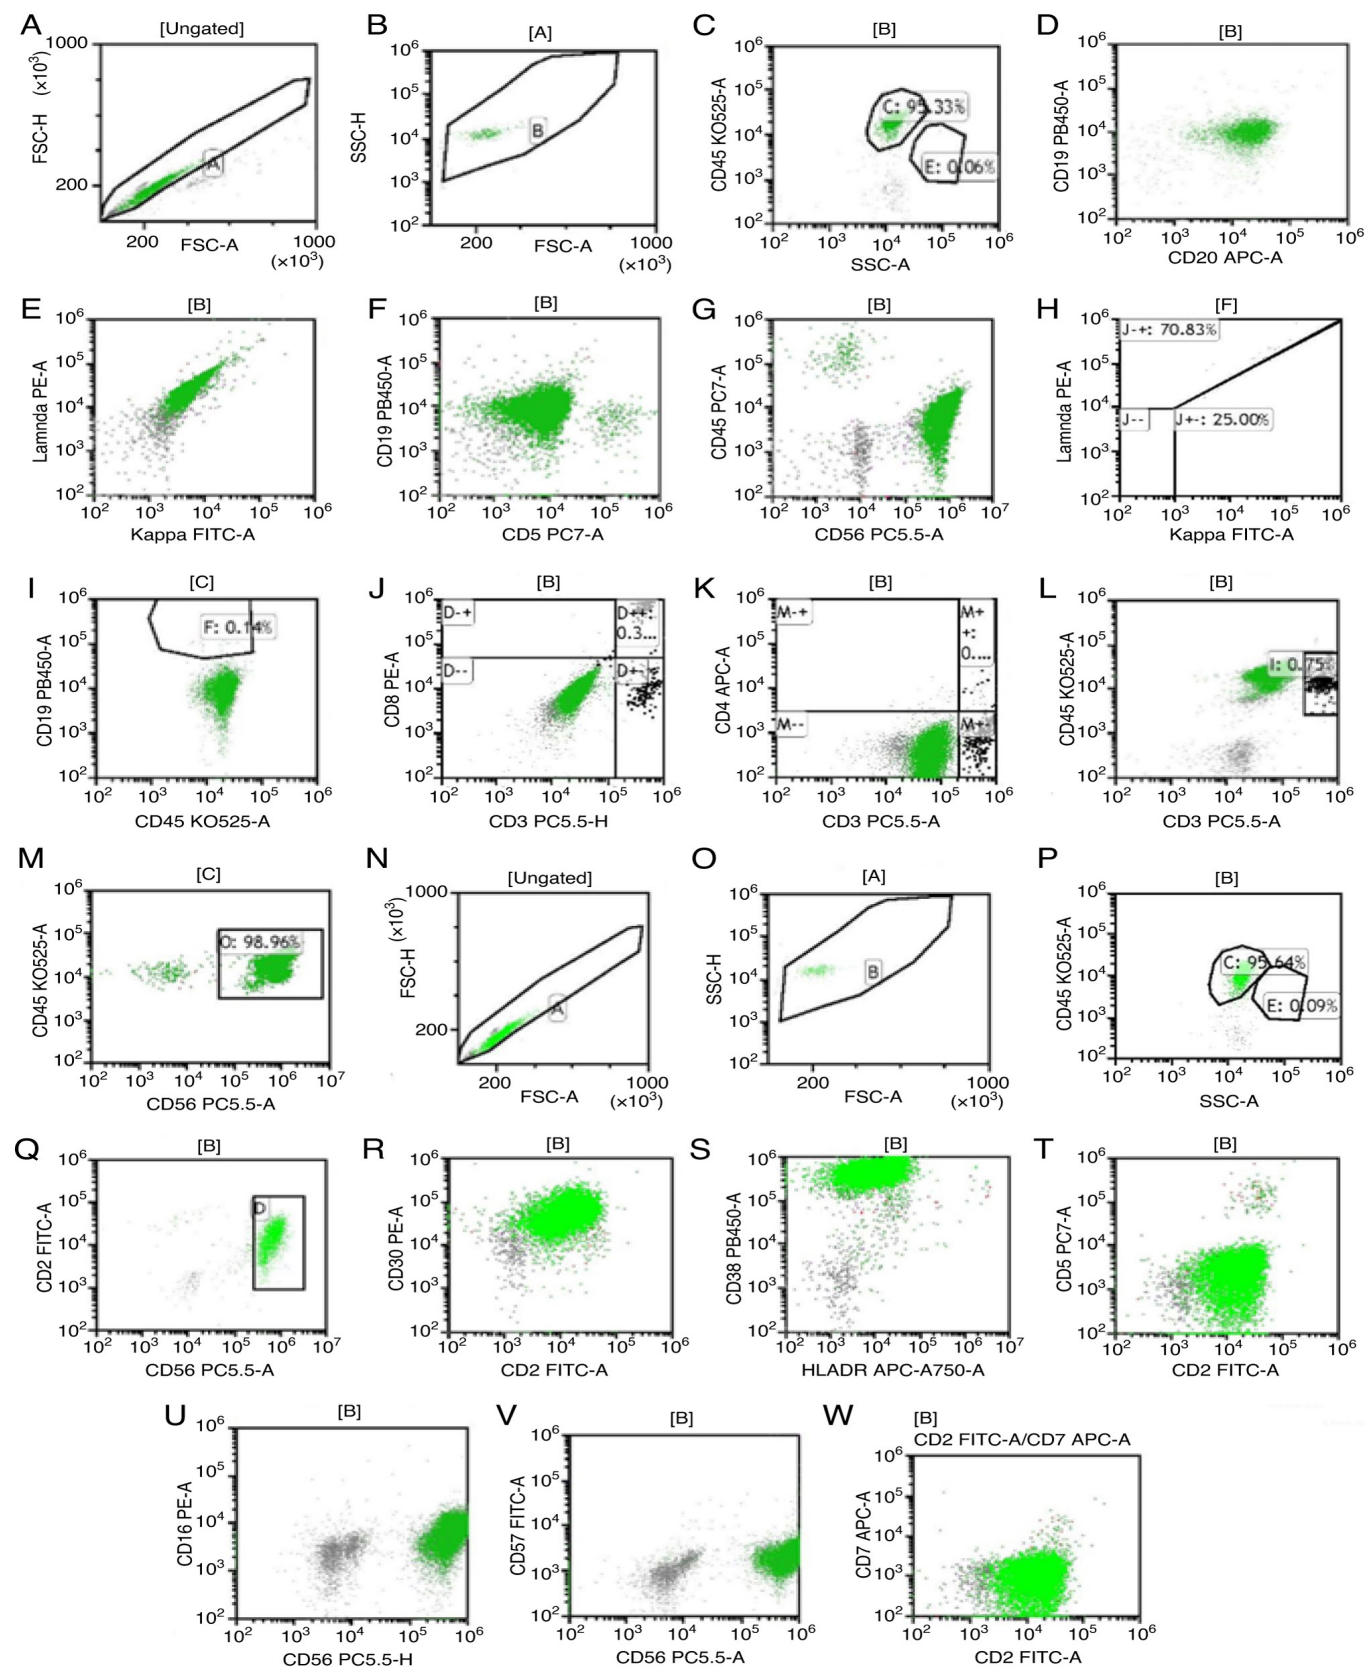 A
[Ungated]
1000
FSC-H (×10³)
200
A
200
1000
FSC-A
(×10³)
B
[A]
10⁶
10⁵
10⁴
10³
10²
SSC-H
B
200
1000
FSC-A
(×10³)
C
[B]
10⁶
10⁵
10⁴
10³
10²
CD45 KO525-A
C: 95.33%
E: 0.06%
10² 10³ 10⁴ 10⁵ 10⁶
SSC-A
D
[B]
10⁶
10⁵
10⁴
10³
10²
CD19 PB450-A
10² 10³ 10⁴ 10⁵ 10⁶
CD20 APC-A
E
[B]
10⁶
10⁵
10⁴
10³
10²
Lamnda PE-A
10² 10³ 10⁴ 10⁵ 10⁶
Kappa FITC-A
F
[B]
10⁶
10⁵
10⁴
10³
10²
CD19 PB450-A
10² 10³ 10⁴ 10⁵ 10⁶
CD5 PC7-A
G
[B]
10⁶
10⁵
10⁴
10³
10²
CD45 PC7-A
10² 10³ 10⁴ 10⁵ 10⁶ 10⁷
CD56 PC5.5-A
H
[F]
10⁶
10⁵
10⁴
10³
10²
Lamnda PE-A
J-+: 70.83%
J--
J+-: 25.00%
10² 10³ 10⁴ 10⁵ 10⁶
Kappa FITC-A
I
[C]
10⁶
10⁵
10⁴
10³
10²
CD19 PB450-A
F: 0.14%
10² 10³ 10⁴ 10⁵ 10⁶
CD45 KO525-A
J
[B]
10⁶
10⁵
10⁴
10³
10²
CD8 PE-A
D-+
D++:
0.3...
D--
D+-
10² 10³ 10⁴ 10⁵ 10⁶
CD3 PC5.5-H
K
[B]
10⁶
10⁵
10⁴
10³
10²
CD4 APC-A
M-+
M+
+:
0....
M--
M+-
10² 10³ 10⁴ 10⁵ 10⁶
CD3 PC5.5-A
L
[B]
10⁶
10⁵
10⁴
10³
10²
CD45 KO525-A
I: 0.75%
10² 10³ 10⁴ 10⁵ 10⁶
CD3 PC5.5-A
M
[C]
10⁶
10⁵
10⁴
10³
10²
CD45 KO525-A
O: 98.96%
10² 10³ 10⁴ 10⁵ 10⁶ 10⁷
CD56 PC5.5-A
N
[Ungated]
1000
FSC-H (×10³)
200
A
200
1000
FSC-A
(×10³)
O
[A]
10⁶
10⁵
10⁴
10³
10²
SSC-H
B
200
1000
FSC-A
(×10³)
P
[B]
10⁶
10⁵
10⁴
10³
10²
CD45 KO525-A
C: 95.64%
E: 0.09%
10² 10³ 10⁴ 10⁵ 10⁶
SSC-A
Q
[B]
10⁶
10⁵
10⁴
10³
10²
CD2 FITC-A
D
10² 10³ 10⁴ 10⁵ 10⁶ 10⁷
CD56 PC5.5-A
R
[B]
10⁶
10⁵
10⁴
10³
10²
CD30 PE-A
10² 10³ 10⁴ 10⁵ 10⁶
CD2 FITC-A
S
[B]
10⁶
10⁵
10⁴
10³
10²
CD38 PB450-A
10² 10³ 10⁴ 10⁵ 10⁶ 10⁷
HLADR APC-A750-A
T
[B]
10⁶
10⁵
10⁴
10³
10²
CD5 PC7-A
10² 10³ 10⁴ 10⁵ 10⁶
CD2 FITC-A
U
[B]
10⁶
10⁵
10⁴
10³
10²
CD16 PE-A
10² 10³ 10⁴ 10⁵ 10⁶
CD56 PC5.5-H
V
[B]
10⁶
10⁵
10⁴
10³
10²
CD57 FITC-A
10² 10³ 10⁴ 10⁵ 10⁶
CD56 PC5.5-A
W
[B]
CD2 FITC-A/CD7 APC-A
10⁶
10⁵
10⁴
10³
10²
CD7 APC-A
10² 10³ 10⁴ 10⁵ 10⁶
CD2 FITC-A